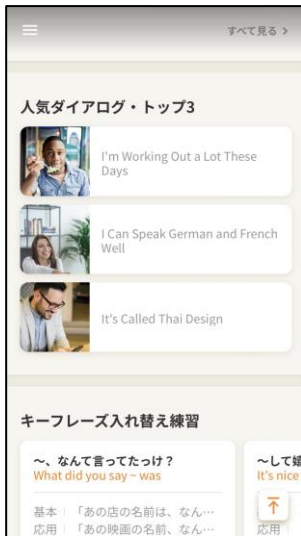 すべて見る >
人気ダイアログ・トップ3
I'm Working Out a Lot These
Days
I Can Speak German and French
Well
It's Called Thai Design
キーフレーズ入れ替え練習
～、なんて言ってたっけ？
What did you say ~ was
基本｜「あの店の名前は、なん…
応用｜「あの映画の名前、なん…
～して嬉
It's nice
応用｜